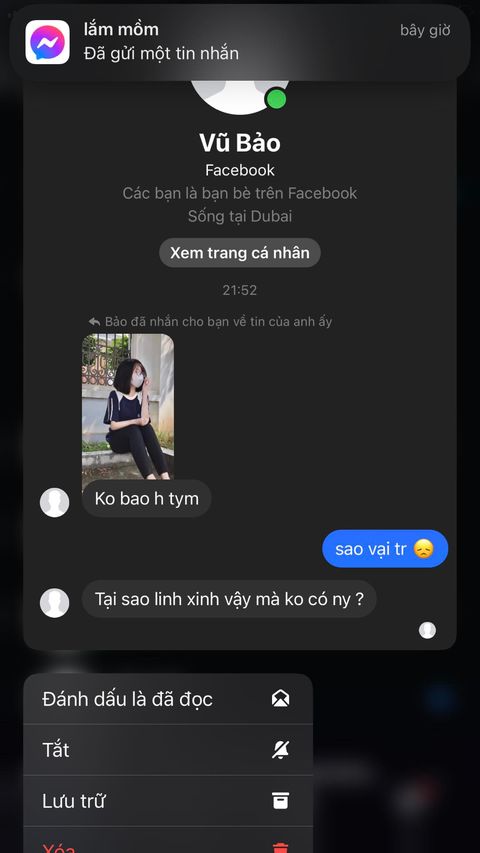 lắm mồm
bây giờ
Đã gửi một tin nhắn
Vũ Bảo
Facebook
Các bạn là bạn bè trên Facebook
Sống tại Dubai
Xem trang cá nhân
21:52
Bảo đã nhắn cho bạn về tin của anh ấy
Ko bao h tym
sao vại tr 😞
Tại sao linh xinh vậy mà ko có ny ?
Đánh dấu là đã đọc
Tắt
Lưu trữ
Xóa